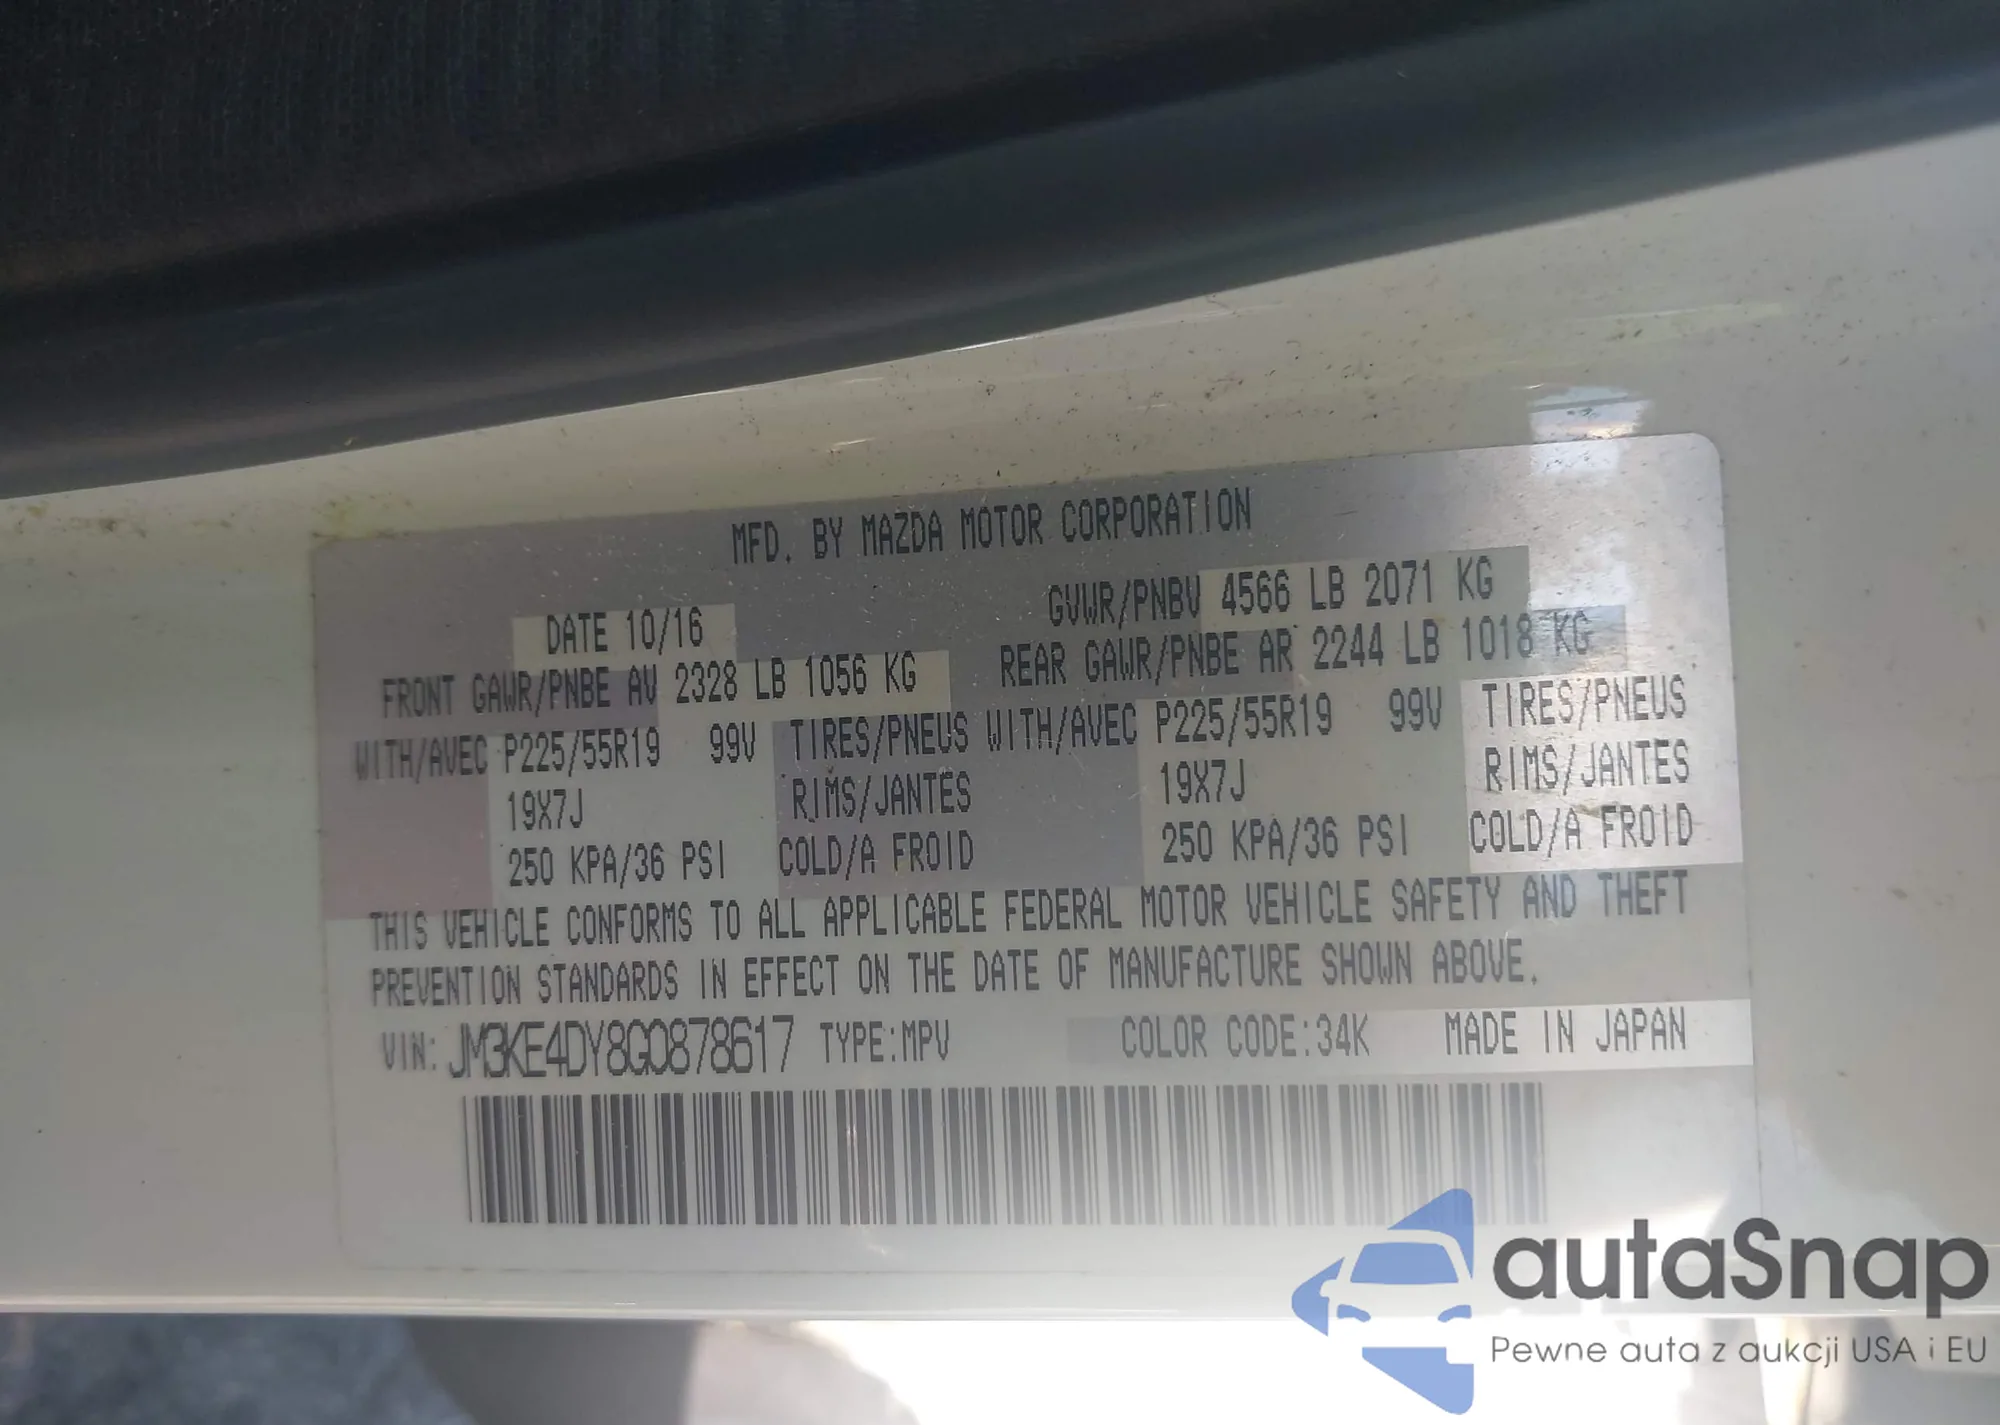 MFD. BY MAZDA MOTOR CORPORATION
DATE 10/16 GVWR/PNBV 4566 LB 2071 KG
FRONT GAWR/PNBE AV 2328 LB 1056 KG REAR GAWR/PNBE AR 2244 LB 1018 KG
WITH/AVEC P225/55R19 99V TIRES/PNEUS WITH/AVEC P225/55R19 99V TIRES/PNEUS
19X7J RIMS/JANTES 19X7J RIMS/JANTES
250 KPA/36 PSI COLD/A FROID 250 KPA/36 PSI COLD/A FROID
THIS VEHICLE CONFORMS TO ALL APPLICABLE FEDERAL MOTOR VEHICLE SAFETY AND THEFT
PREVENTION STANDARDS IN EFFECT ON THE DATE OF MANUFACTURE SHOWN ABOVE.
VIN: JM3KE4DY8G0878617 TYPE:MPV COLOR CODE:34K MADE IN JAPAN
autaSnap
Pewne auta z aukcji USA i EU